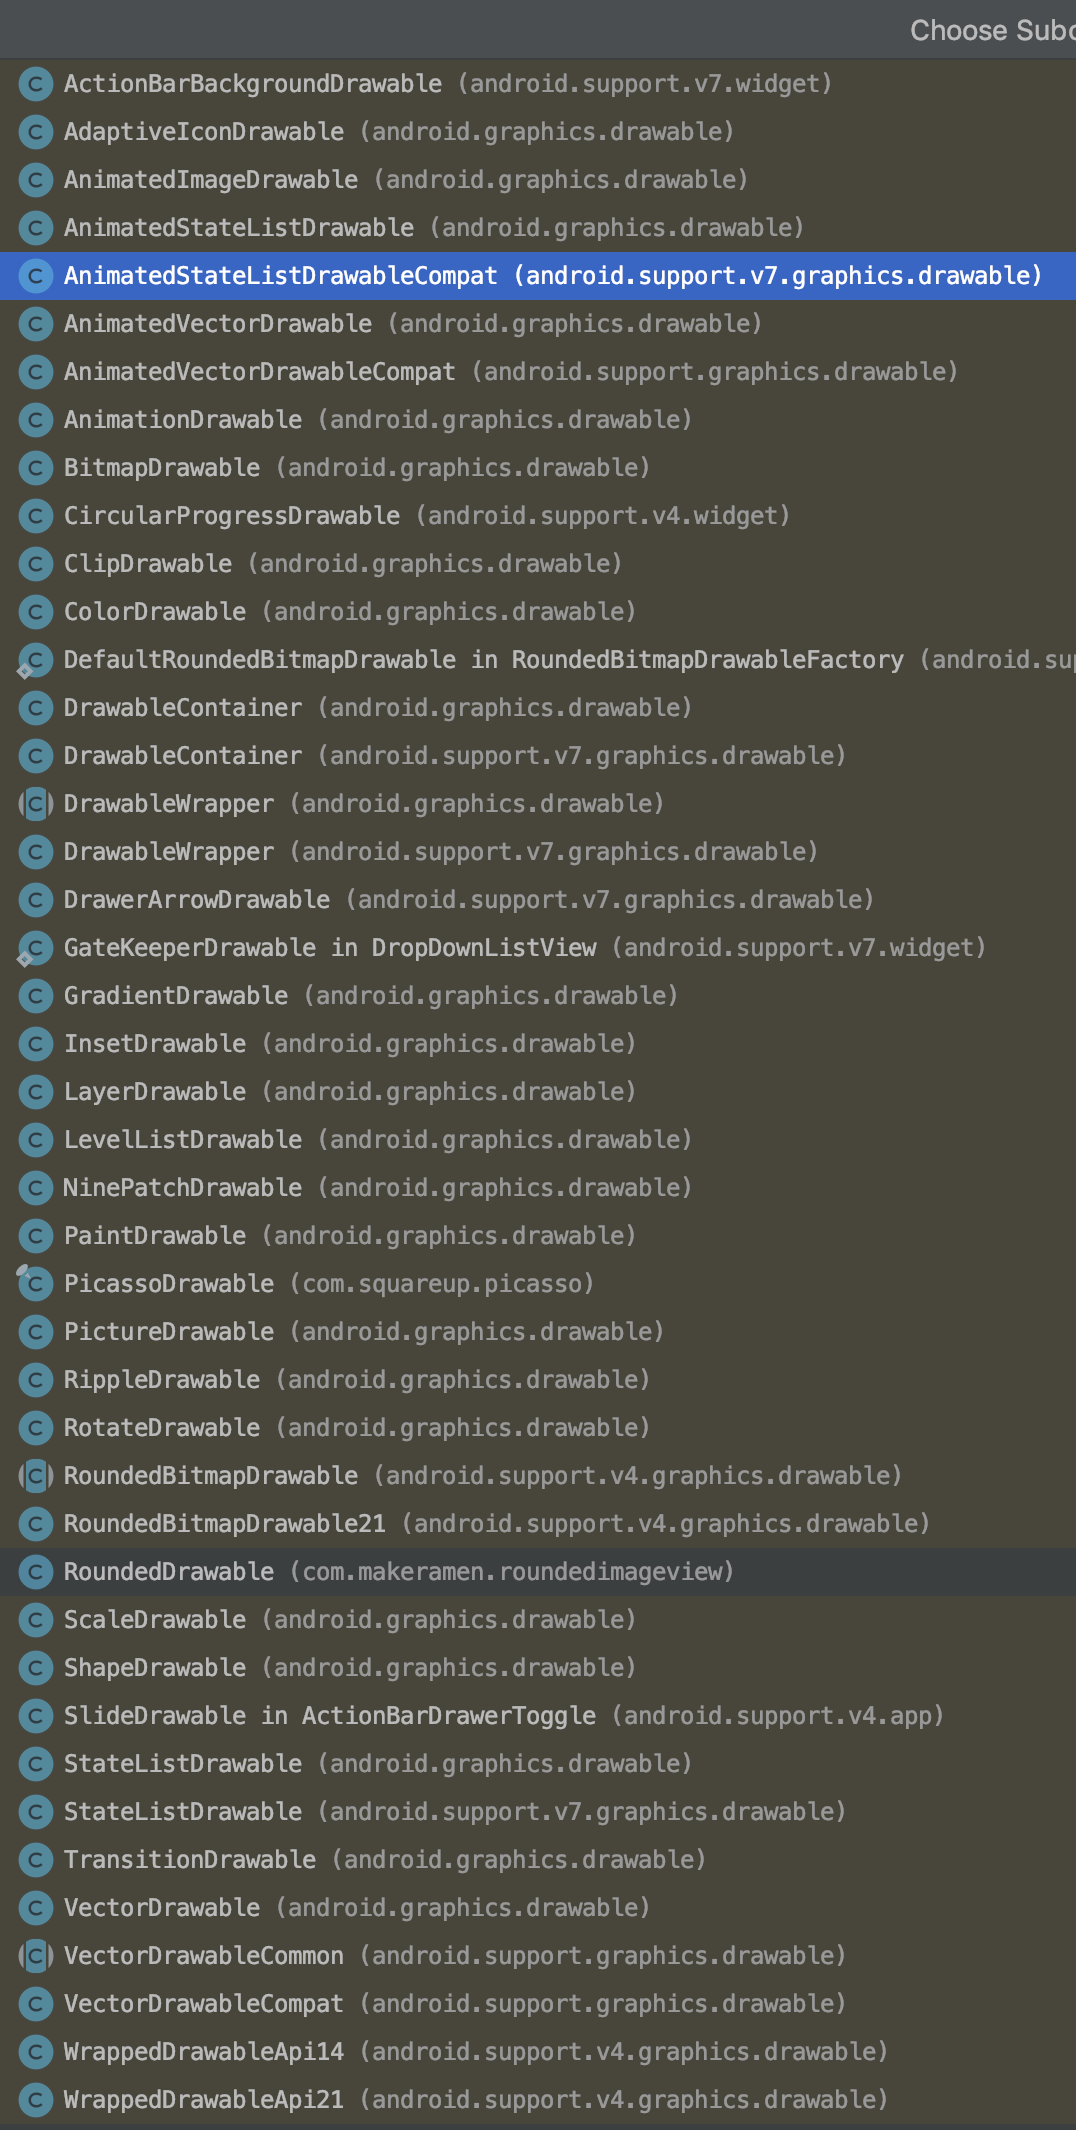 Choose Subc
ActionBarBackgroundDrawable (android.support.v7.widget)
AdaptiveIconDrawable (android.graphics.drawable)
AnimatedImageDrawable (android.graphics.drawable)
AnimatedStateListDrawable (android.graphics.drawable)
AnimatedStateListDrawableCompat (android.support.v7.graphics.drawable)
AnimatedVectorDrawable (android.graphics.drawable)
AnimatedVectorDrawableCompat (android.support.graphics.drawable)
AnimationDrawable (android.graphics.drawable)
BitmapDrawable (android.graphics.drawable)
CircularProgressDrawable (android.support.v4.widget)
ClipDrawable (android.graphics.drawable)
ColorDrawable (android.graphics.drawable)
DefaultRoundedBitmapDrawable in RoundedBitmapDrawableFactory (android.sup
DrawableContainer (android.graphics.drawable)
DrawableContainer (android.support.v7.graphics.drawable)
DrawableWrapper (android.graphics.drawable)
DrawableWrapper (android.support.v7.graphics.drawable)
DrawerArrowDrawable (android.support.v7.graphics.drawable)
GateKeeperDrawable in DropDownListView (android.support.v7.widget)
GradientDrawable (android.graphics.drawable)
InsetDrawable (android.graphics.drawable)
LayerDrawable (android.graphics.drawable)
LevelListDrawable (android.graphics.drawable)
NinePatchDrawable (android.graphics.drawable)
PaintDrawable (android.graphics.drawable)
PicassoDrawable (com.squareup.picasso)
PictureDrawable (android.graphics.drawable)
RippleDrawable (android.graphics.drawable)
RotateDrawable (android.graphics.drawable)
RoundedBitmapDrawable (android.support.v4.graphics.drawable)
RoundedBitmapDrawable21 (android.support.v4.graphics.drawable)
RoundedDrawable (com.makeramen.roundedimageview)
ScaleDrawable (android.graphics.drawable)
ShapeDrawable (android.graphics.drawable)
SlideDrawable in ActionBarDrawerToggle (android.support.v4.app)
StateListDrawable (android.graphics.drawable)
StateListDrawable (android.support.v7.graphics.drawable)
TransitionDrawable (android.graphics.drawable)
VectorDrawable (android.graphics.drawable)
VectorDrawableCommon (android.support.graphics.drawable)
VectorDrawableCompat (android.support.graphics.drawable)
WrappedDrawableApi14 (android.support.v4.graphics.drawable)
WrappedDrawableApi21 (android.support.v4.graphics.drawable)